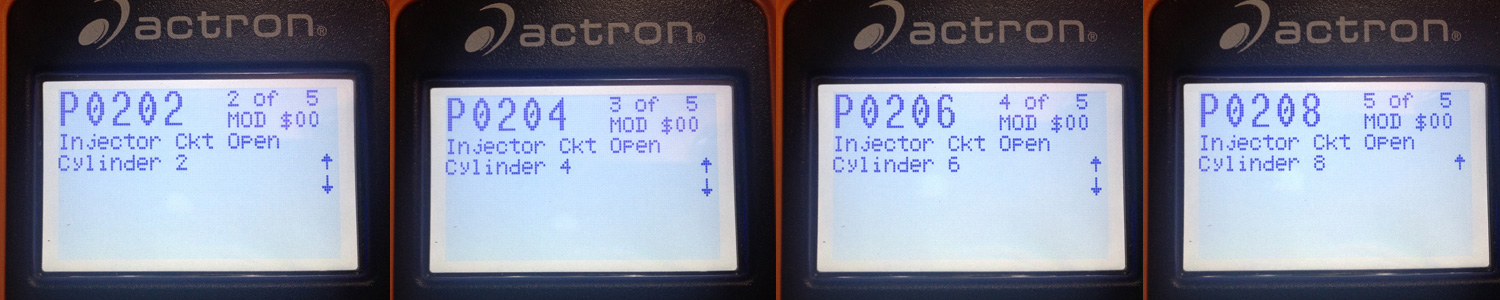 actron®
P0202 2 of 5
MOD $00
Injector Ckt Open
Cylinder 2
actron®
P0204 3 of 5
MOD $00
Injector Ckt Open
Cylinder 4
actron®
P0206 4 of 5
MOD $00
Injector Ckt Open
Cylinder 6
actron®
P0208 5 of 5
MOD $00
Injector Ckt Open
Cylinder 8